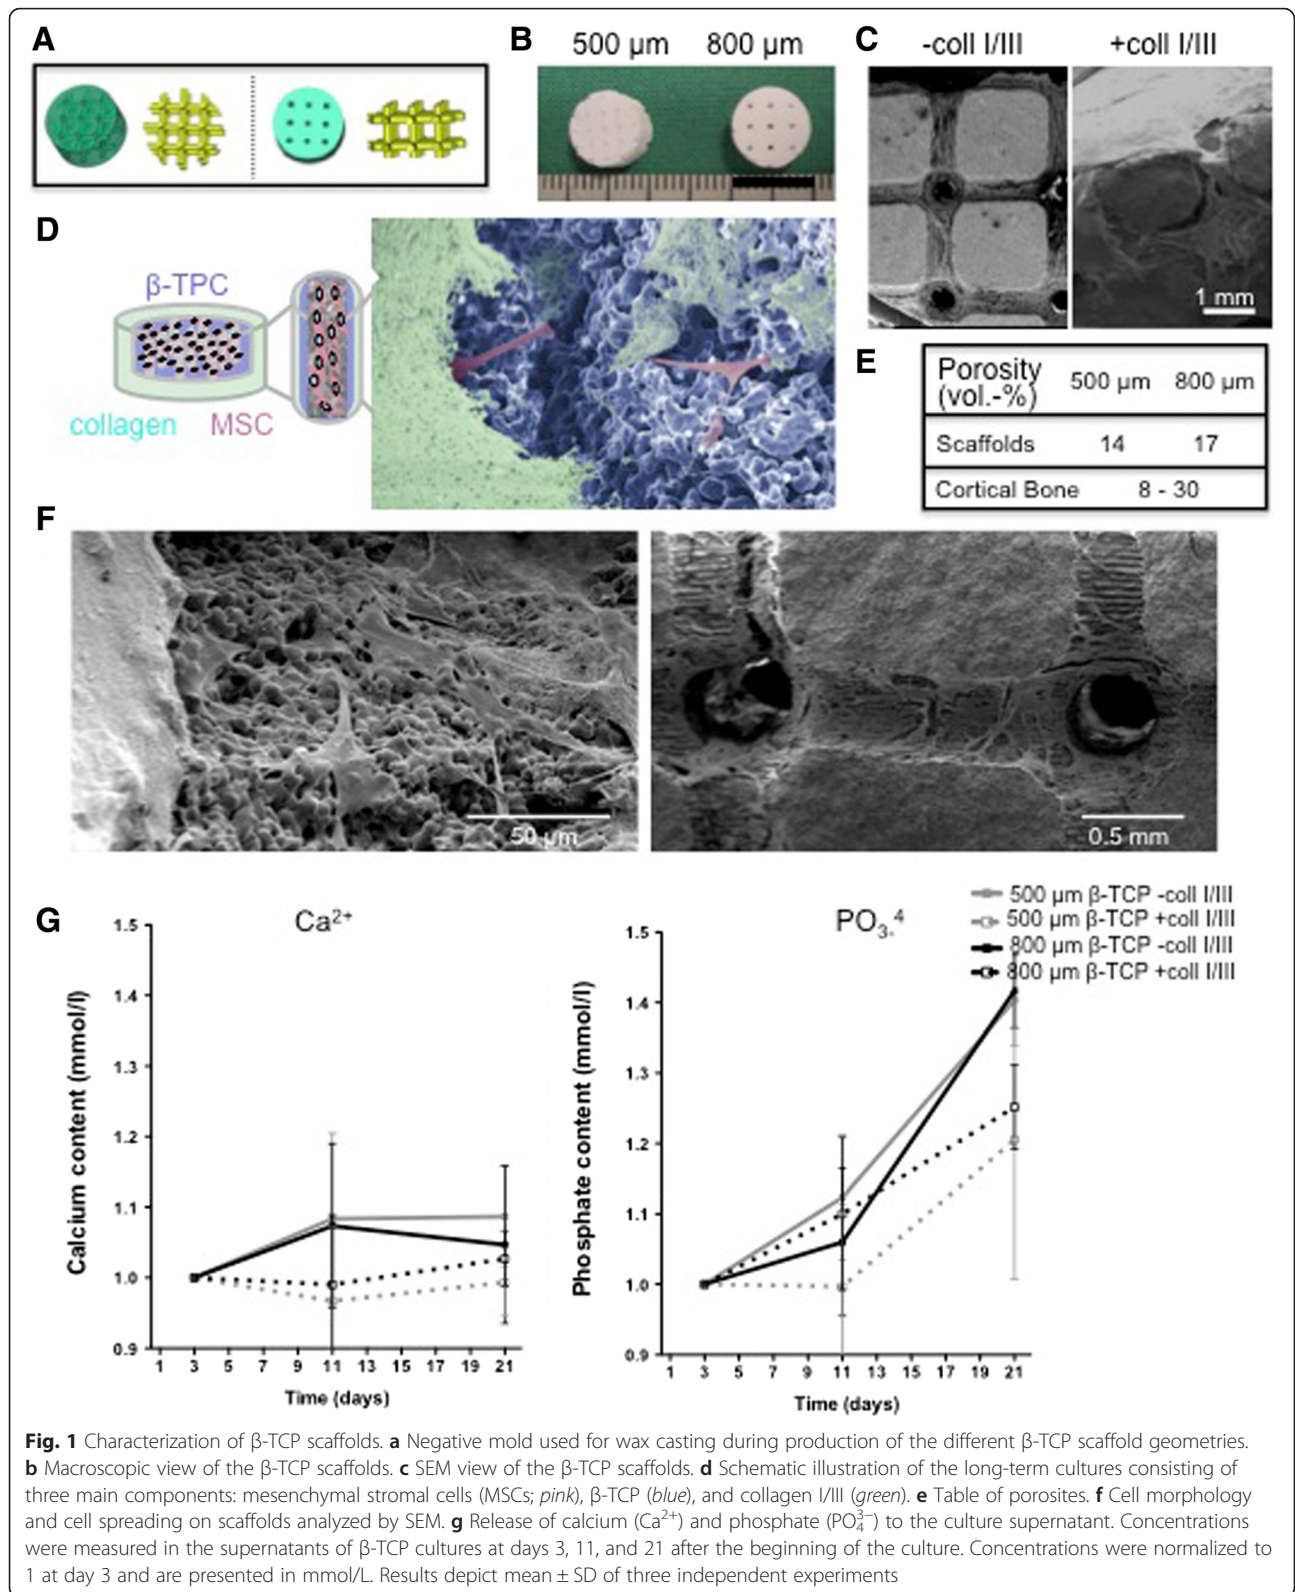 A
B
500 µm 800 µm
C
-coll I/III +coll I/III
1 mm
D
β-TPC
collagen MSC
E
Porosity (vol.-%) 500 µm 800 µm
Scaffolds 14 17
Cortical Bone 8 - 30
F
50 µm
0.5 mm
G
Ca²⁺
Calcium content (mmol/l)
1.5
1.4
1.3
1.2
1.1
1.0
0.9
1 3 5 7 9 11 13 15 17 19 21
Time (days)
PO₃.⁴
500 µm β-TCP -coll I/III
500 µm β-TCP +coll I/III
800 µm β-TCP -coll I/III
800 µm β-TCP +coll I/III
Phosphate content (mmol/l)
1.5
1.4
1.3
1.2
1.1
1.0
0.9
1 3 5 7 9 11 13 15 17 19 21
Time (days)
Fig. 1 Characterization of β-TCP scaffolds. a Negative mold used for wax casting during production of the different β-TCP scaffold geometries.
b Macroscopic view of the β-TCP scaffolds. c SEM view of the β-TCP scaffolds. d Schematic illustration of the long-term cultures consisting of
three main components: mesenchymal stromal cells (MSCs; pink), β-TCP (blue), and collagen I/III (green). e Table of porosites. f Cell morphology
and cell spreading on scaffolds analyzed by SEM. g Release of calcium (Ca²⁺) and phosphate (PO₄³⁻) to the culture supernatant. Concentrations
were measured in the supernatants of β-TCP cultures at days 3, 11, and 21 after the beginning of the culture. Concentrations were normalized to
1 at day 3 and are presented in mmol/L. Results depict mean ± SD of three independent experiments